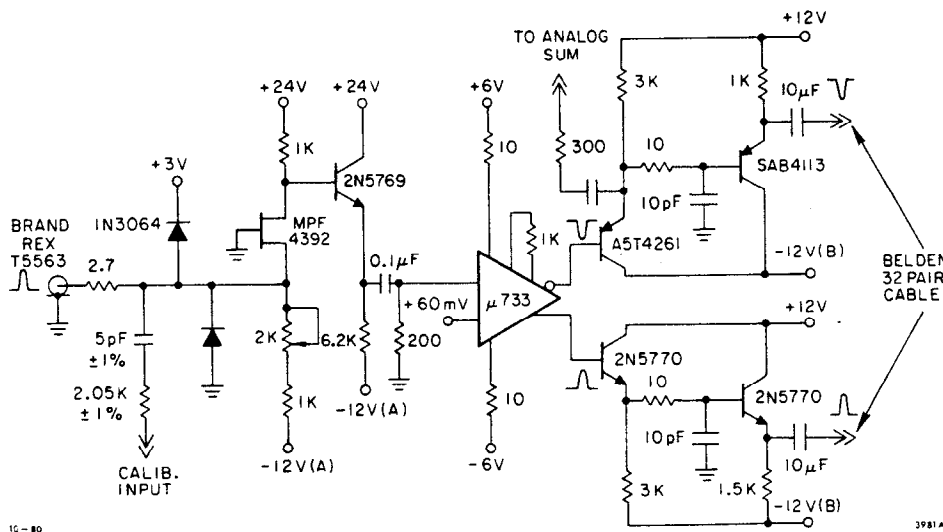 +12V
TO ANALOG
SUM
3K
1K
10μF
+24V
+24V
+6V
1K
10
300
10
SAB4113
+3V
2N5769
10pF
1N3064
MPF
4392
1K
A5T4261
BRAND
REX
T5563
2.7
0.1μF
-12V(B)
BELDEN
32 PAIR
CABLE
μ733
+60mV
+12V
5pF
±1%
2K
6.2K
200
2N5770
10
2N5770
2.05K
±1%
1K
-12V(A)
10
10pF
10μF
CALIB.
INPUT
-12V(A)
-6V
3K
1.5K
-12V(B)
10-80
3981A